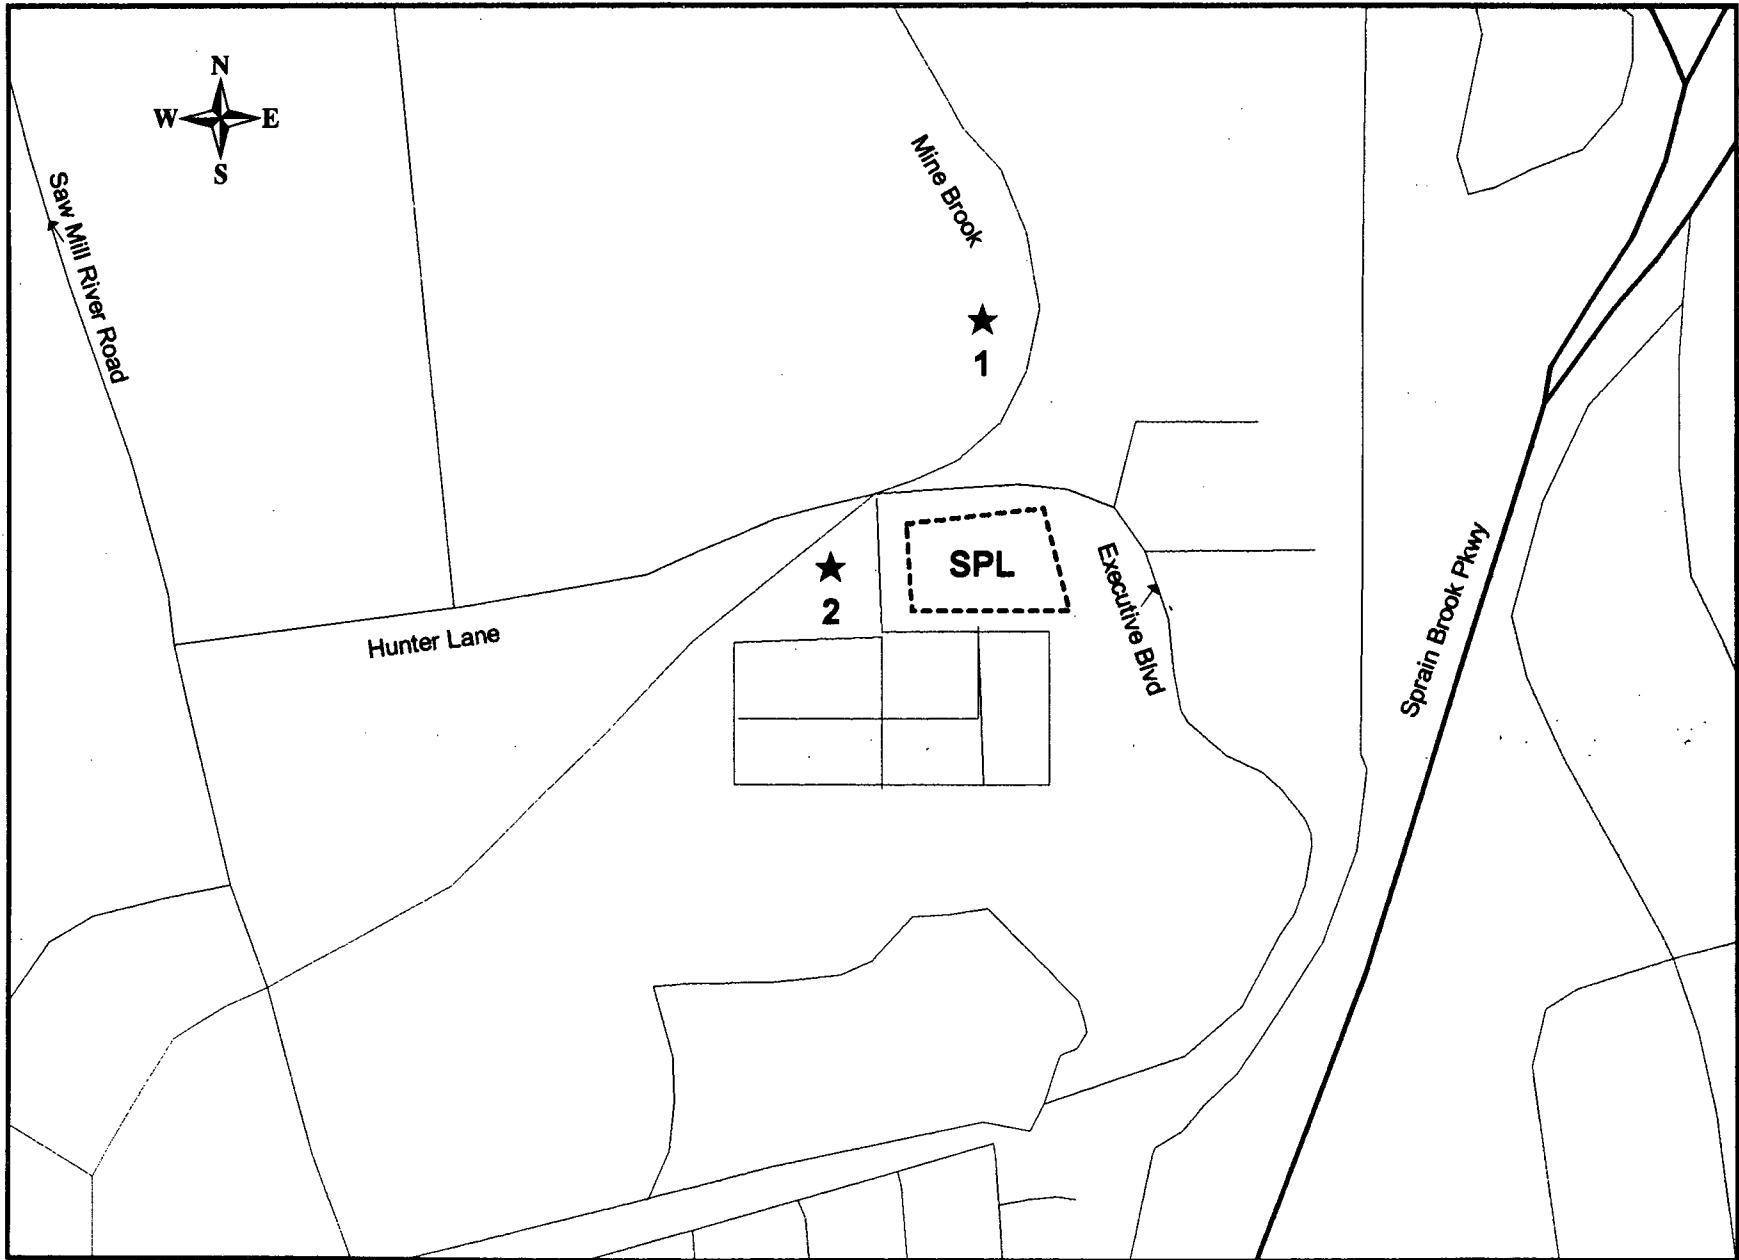 N
W E
S
Saw Mill River Road
Mine Brook
1
SPL
2
Executive Blvd
Hunter Lane
Sprain Brook Pkwy